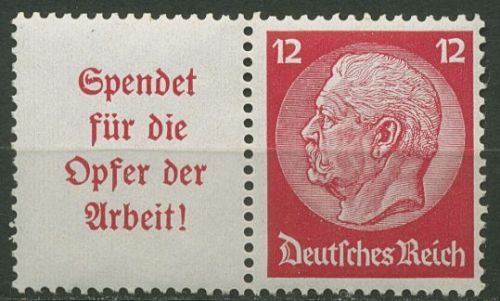 Spendet
für die
Opfer der
Arbeit!
12 12
Deutsches Reich